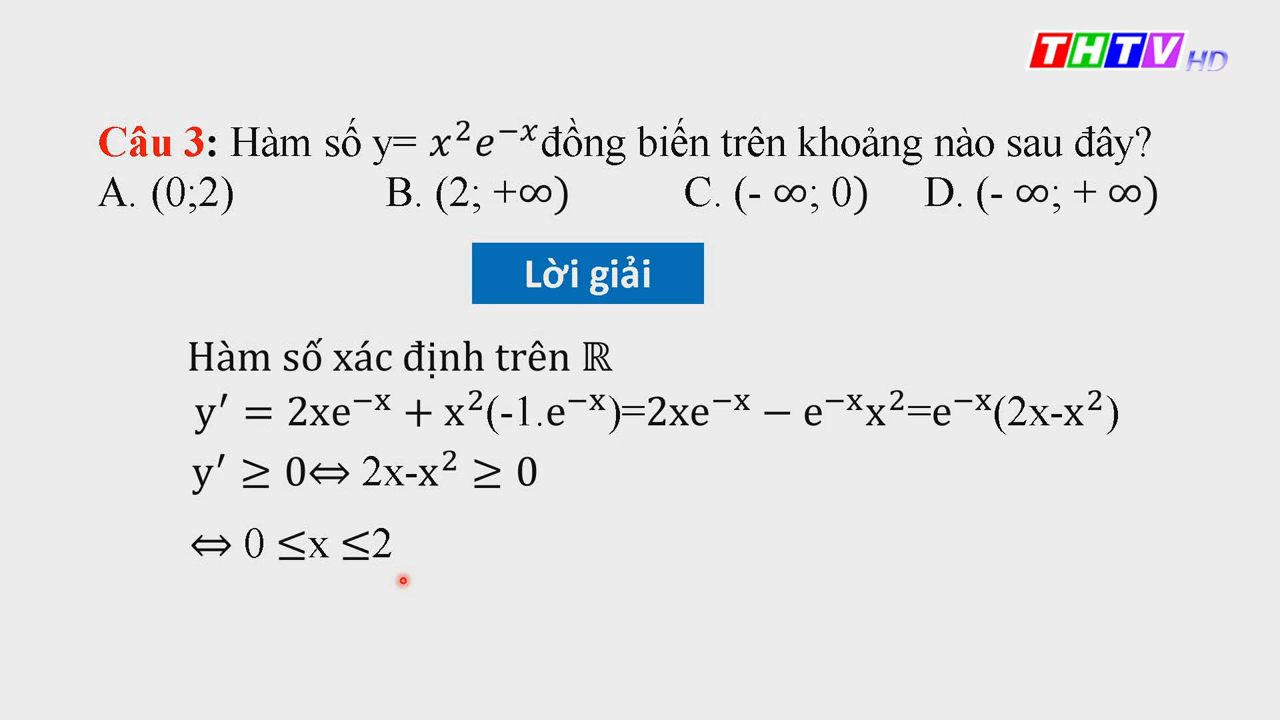 THTV HD
Câu 3: Hàm số y= x²e⁻ˣ đồng biến trên khoảng nào sau đây?
A. (0;2) B. (2; +∞) C. (- ∞; 0) D. (- ∞; + ∞)
Lời giải
Hàm số xác định trên ℝ
y′ = 2xe⁻ˣ + x²(-1.e⁻ˣ)=2xe⁻ˣ − e⁻ˣx²=e⁻ˣ(2x-x²)
y′ ≥ 0⇔ 2x-x² ≥ 0
⇔ 0 ≤x ≤2